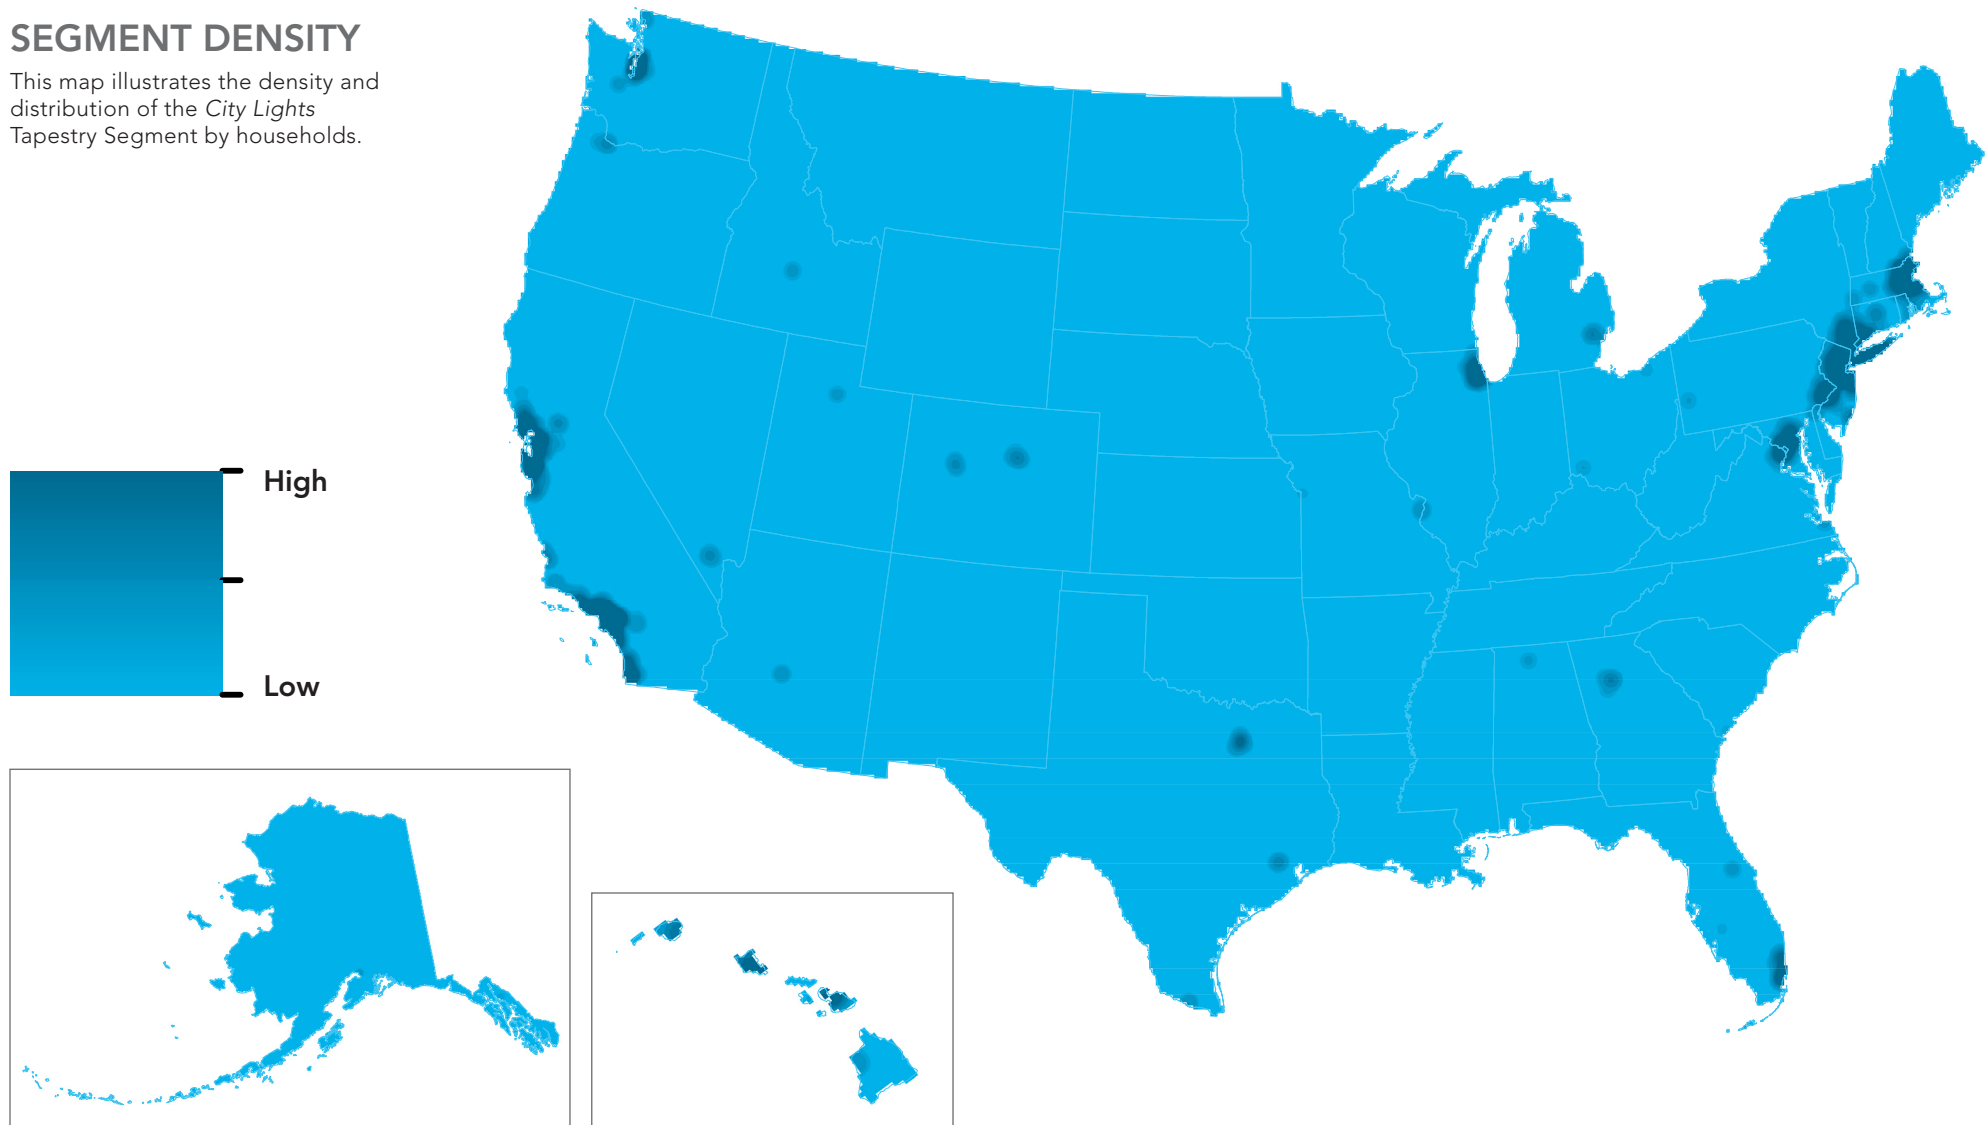 SEGMENT DENSITY
This map illustrates the density and
distribution of the City Lights
Tapestry Segment by households.
High
Low